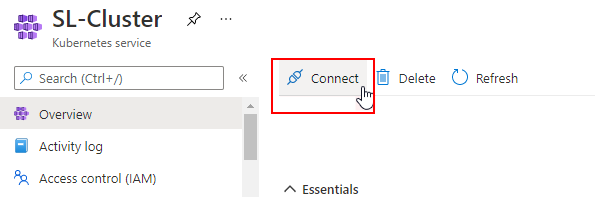 SL-Cluster
Kubernetes service
Search (Ctrl+/)
Overview
Activity log
Access control (IAM)
Connect
Delete
Refresh
Essentials